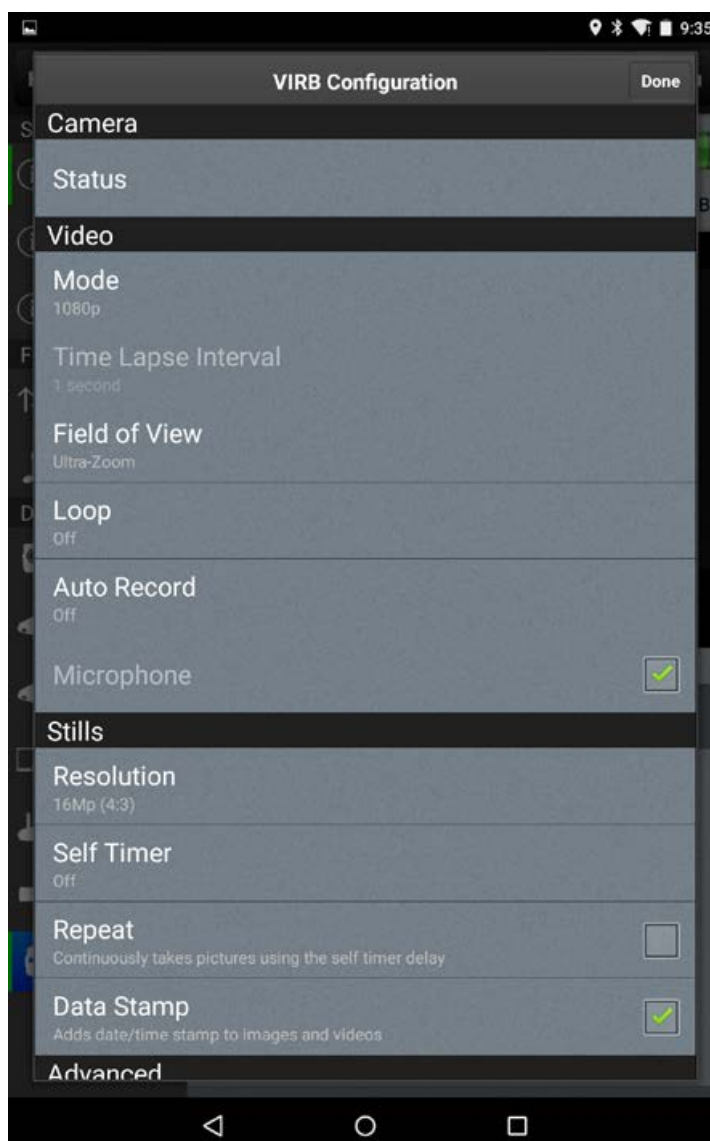 9:35
VIRB Configuration
Done
Camera
Status
Video
Mode
1080p
Time Lapse Interval
1 second
Field of View
Ultra-Zoom
Loop
Off
Auto Record
Off
Microphone
Stills
Resolution
16Mp (4:3)
Self Timer
Off
Repeat
Continuously takes pictures using the self timer delay
Data Stamp
Adds date/time stamp to images and videos
Advanced